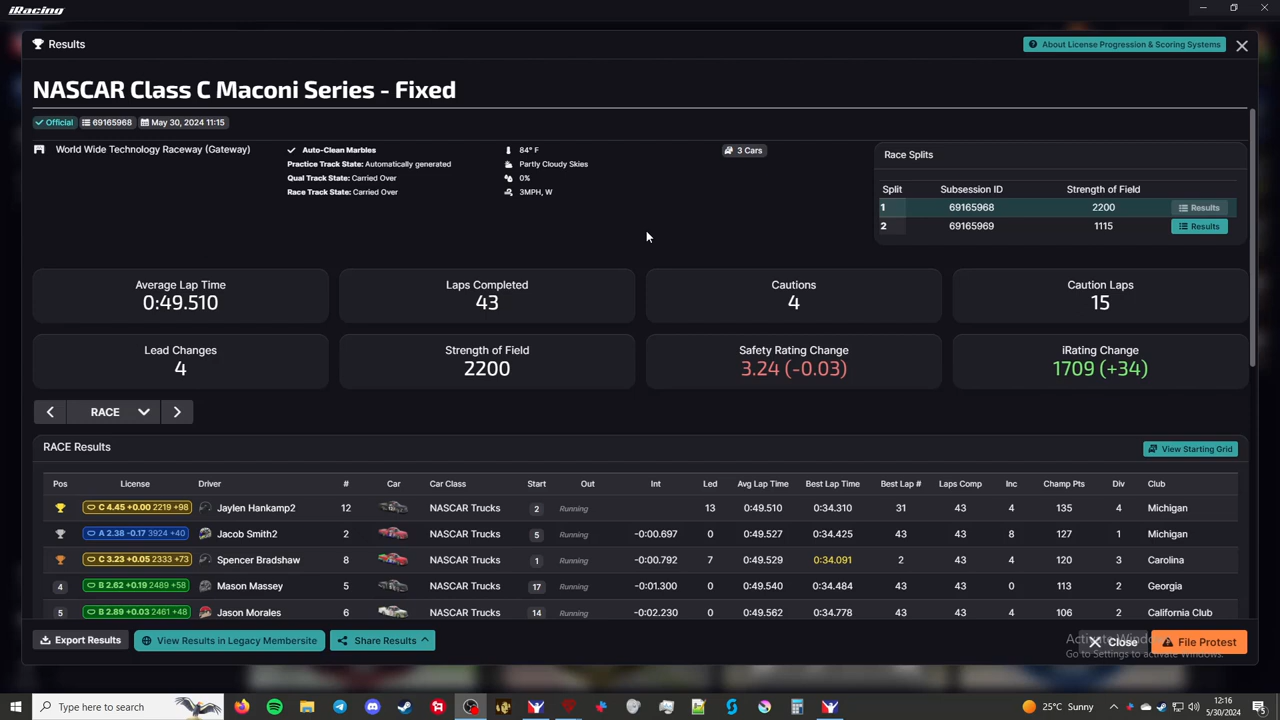 iRacing
Results
About License Progression & Scoring Systems
NASCAR Class C Maconi Series - Fixed
Official 69165968 May 30, 2024 11:15
World Wide Technology Raceway (Gateway)
Auto-Clean Marbles
Practice Track State: Automatically generated
Qual Track State: Carried Over
Race Track State: Carried Over
84° F
Partly Cloudy Skies
0%
3MPH, W
3 Cars
Race Splits
Split Subsession ID Strength of Field
1 69165968 2200 Results
2 69165969 1115 Results
Average Lap Time
0:49.510
Laps Completed
43
Cautions
4
Caution Laps
15
Lead Changes
4
Strength of Field
2200
Safety Rating Change
3.24 (-0.03)
iRating Change
1709 (+34)
RACE
RACE Results
View Starting Grid
Pos License Driver # Car Car Class Start Out Int Led Avg Lap Time Best Lap Time Best Lap # Laps Comp Inc Champ Pts Div Club
C 4.45 +0.00 2219 +98 Jaylen Hankamp2 12 NASCAR Trucks 2 Running 13 0:49.510 0:34.310 31 43 4 135 4 Michigan
A 2.38 -0.17 3924 +40 Jacob Smith2 2 NASCAR Trucks 5 Running -0:00.697 0 0:49.527 0:34.425 43 43 8 127 1 Michigan
C 3.23 +0.05 2333 +73 Spencer Bradshaw 8 NASCAR Trucks 1 Running -0:00.792 7 0:49.529 0:34.091 2 43 4 120 3 Carolina
4 B 2.62 +0.19 2489 +58 Mason Massey 5 NASCAR Trucks 17 Running -0:01.300 0 0:49.540 0:34.484 43 43 0 113 2 Georgia
5 B 2.89 +0.03 2461 +48 Jason Morales 6 NASCAR Trucks 14 Running -0:02.230 0 0:49.562 0:34.778 43 43 4 106 2 California Club
Export Results
View Results in Legacy Membersite
Share Results
Close
File Protest
Activate Windows
Go to Settings to activate Windows.
Type here to search
25°C Sunny
12:16
5/30/2024